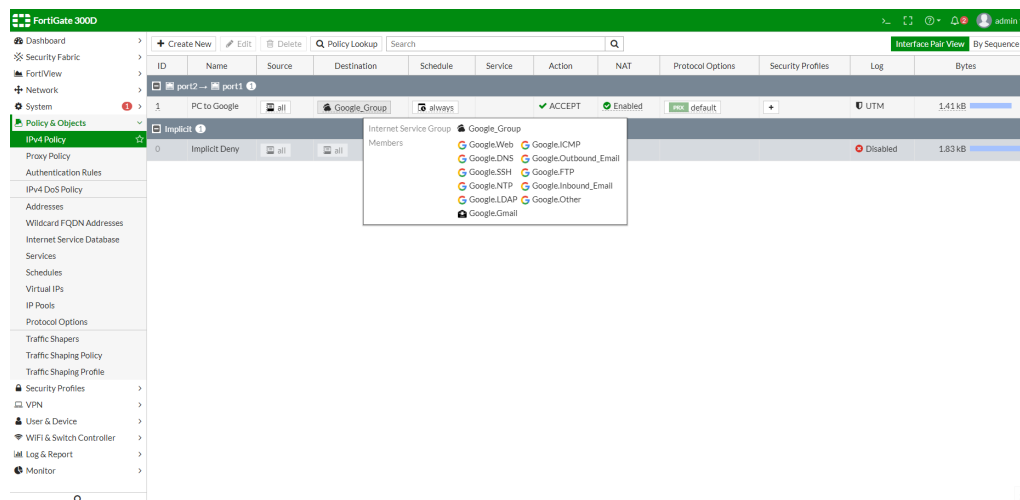 FortiGate 300D
>_ 2 admin
Dashboard
Security Fabric
FortiView
Network
System 1
Policy & Objects
IPv4 Policy
Proxy Policy
Authentication Rules
IPv4 DoS Policy
Addresses
Wildcard FQDN Addresses
Internet Service Database
Services
Schedules
Virtual IPs
IP Pools
Protocol Options
Traffic Shapers
Traffic Shaping Policy
Traffic Shaping Profile
Security Profiles
VPN
User & Device
WiFi & Switch Controller
Log & Report
Monitor
+ Create New Edit Delete Policy Lookup Search Interface Pair View By Sequence
ID Name Source Destination Schedule Service Action NAT Protocol Options Security Profiles Log Bytes
port2 → port1 1
1 PC to Google all Google_Group always ACCEPT Enabled PRX default + UTM 1.41 kB
Implicit 1
0 Implicit Deny all all Disabled 1.83 kB
Internet Service Group Google_Group
Members
Google.Web Google.ICMP
Google.DNS Google.Outbound_Email
Google.SSH Google.FTP
Google.NTP Google.Inbound_Email
Google.LDAP Google.Other
Google.Gmail